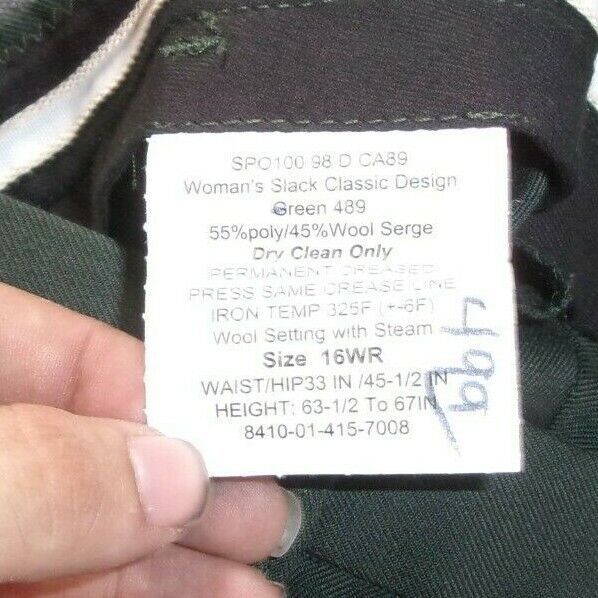 SPO100 98 D CA89
Woman's Slack Classic Design
Green 489
55%poly/45%Wool Serge
Dry Clean Only
PERMANENT CREASED
PRESS SAME CREASE LINE
IRON TEMP 325F (+-6F)
Wool Setting with Steam
Size 16WR
WAIST/HIP33 IN /45-1/2 IN
HEIGHT: 63-1/2 To 67IN
8410-01-415-7008
499